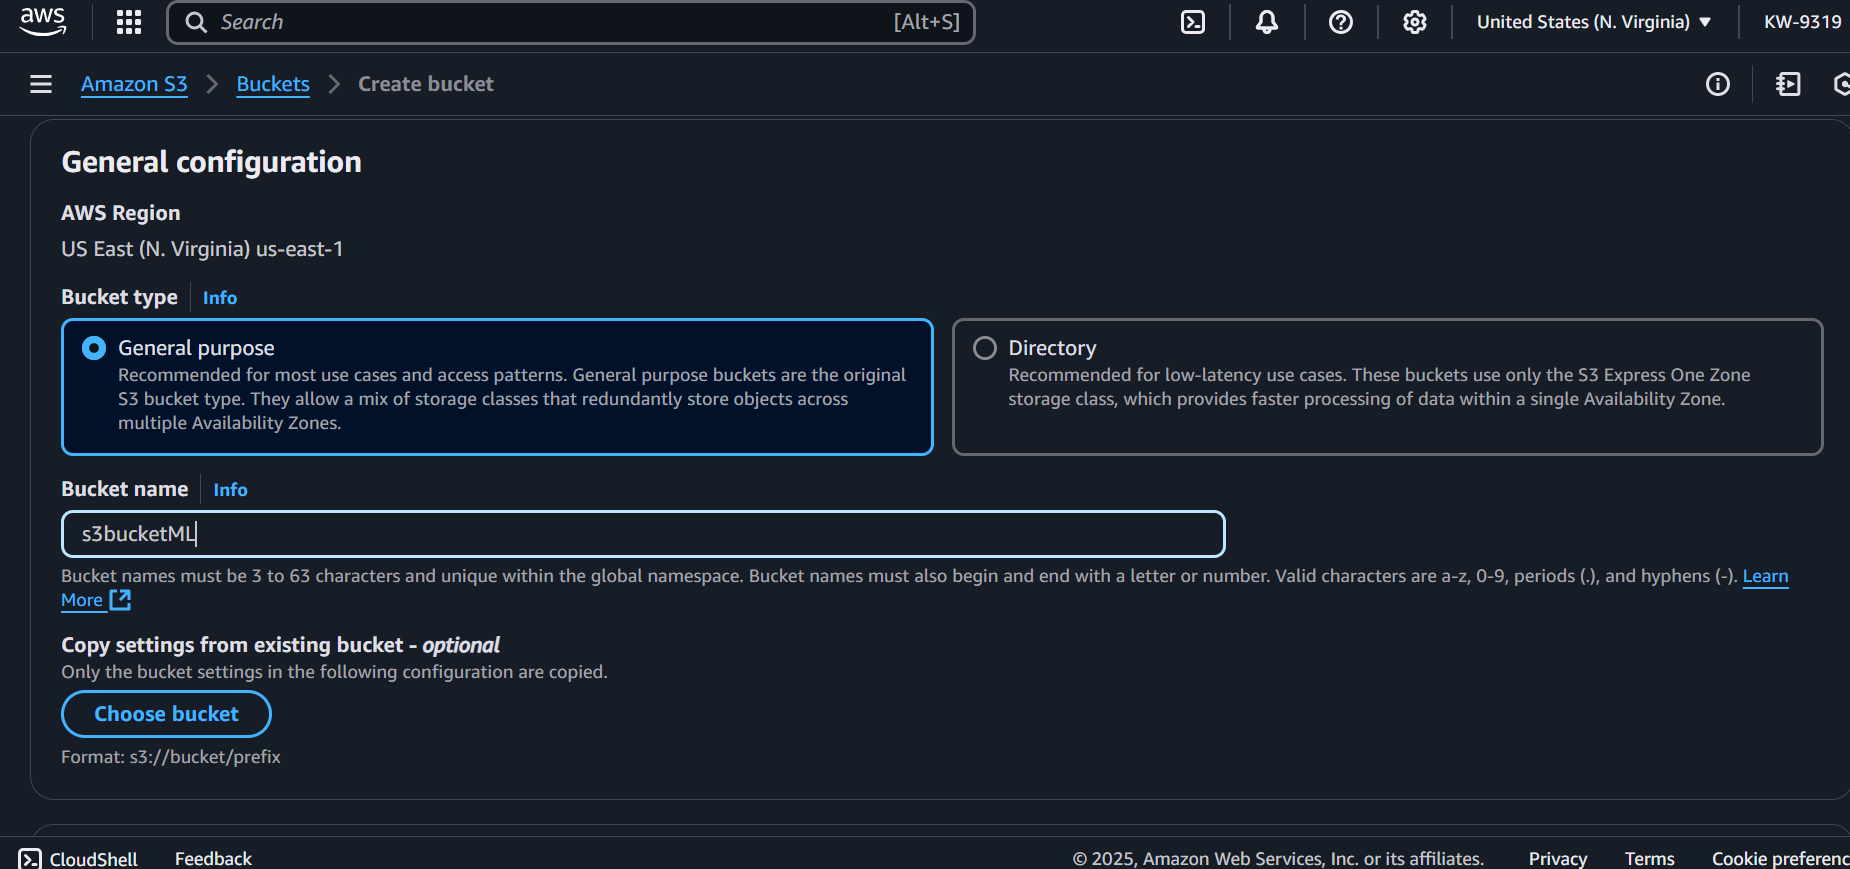 aws
Search [Alt+S]
United States (N. Virginia)
KW-9319
Amazon S3 > Buckets > Create bucket
General configuration
AWS Region
US East (N. Virginia) us-east-1
Bucket type Info
General purpose
Recommended for most use cases and access patterns. General purpose buckets are the original
S3 bucket type. They allow a mix of storage classes that redundantly store objects across
multiple Availability Zones.
Directory
Recommended for low-latency use cases. These buckets use only the S3 Express One Zone
storage class, which provides faster processing of data within a single Availability Zone.
Bucket name Info
s3bucketML
Bucket names must be 3 to 63 characters and unique within the global namespace. Bucket names must also begin and end with a letter or number. Valid characters are a-z, 0-9, periods (.), and hyphens (-). Learn
More
Copy settings from existing bucket - optional
Only the bucket settings in the following configuration are copied.
Choose bucket
Format: s3://bucket/prefix
CloudShell Feedback © 2025, Amazon Web Services, Inc. or its affiliates. Privacy Terms Cookie preferenc